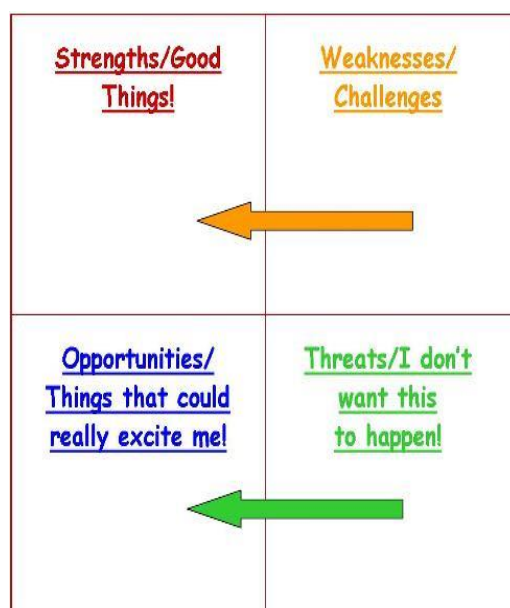 Strengths/Good
Things!
Weaknesses/
Challenges
Opportunities/
Things that could
really excite me!
Threats/I don't
want this
to happen!